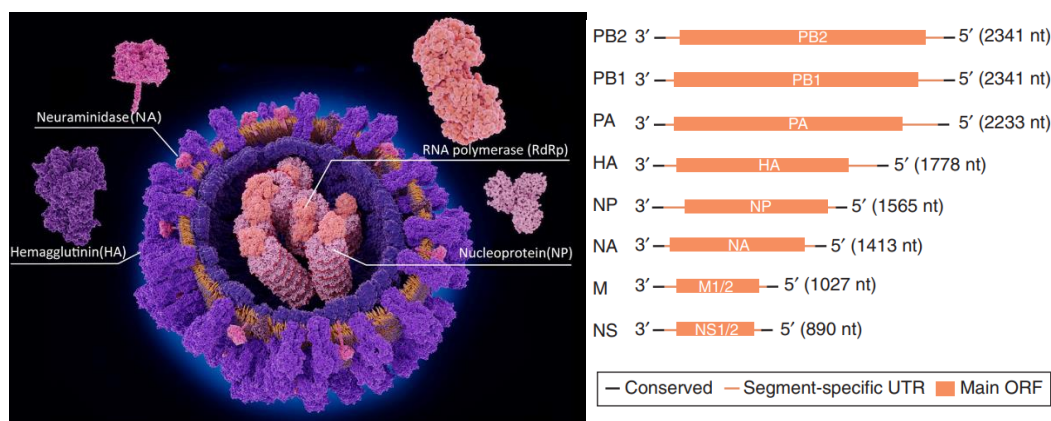 Neuraminidase(NA)
RNA polymerase (RdRp)
Hemagglutinin(HA)
Nucleoprotein(NP)
PB2 3′ PB2 5′ (2341 nt)
PB1 3′ PB1 5′ (2341 nt)
PA 3′ PA 5′ (2233 nt)
HA 3′ HA 5′ (1778 nt)
NP 3′ NP 5′ (1565 nt)
NA 3′ NA 5′ (1413 nt)
M 3′ M1/2 5′ (1027 nt)
NS 3′ NS1/2 5′ (890 nt)
Conserved Segment-specific UTR Main ORF